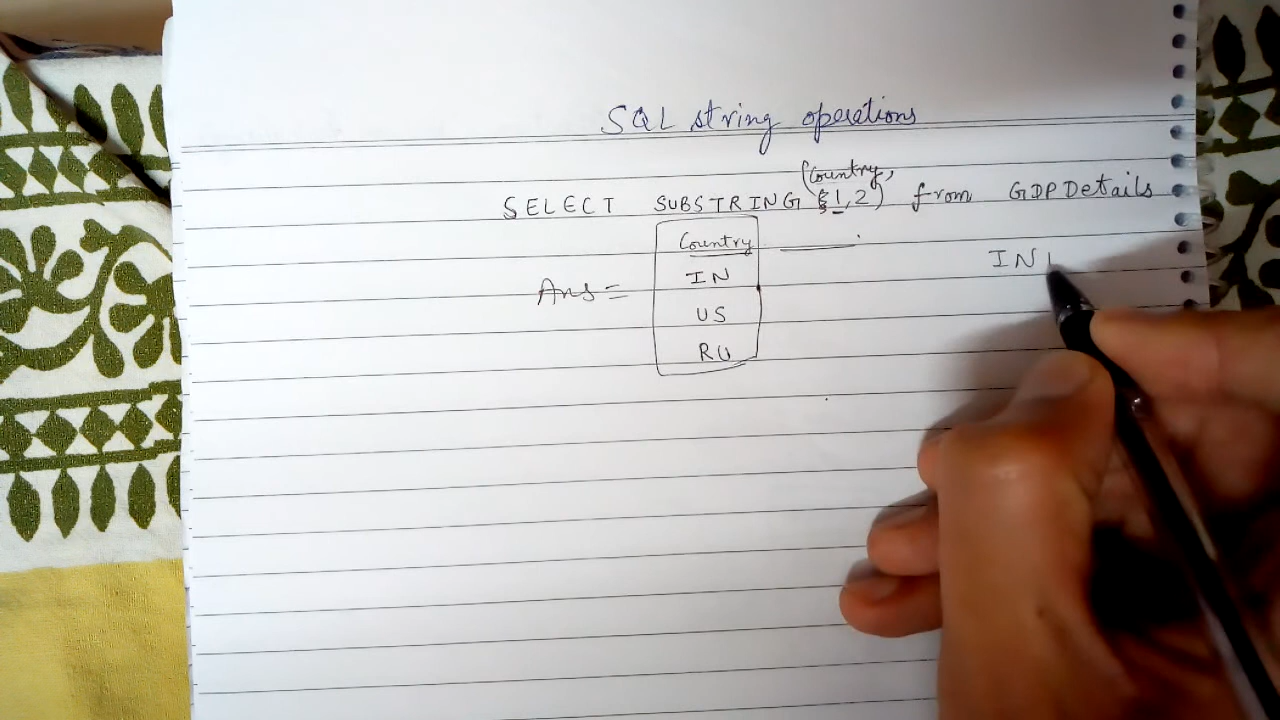 SQL string operations
SELECT SUBSTRING (Country, 1, 2) from GDPDetails
Country
IN
Ans =
IN
US
RU